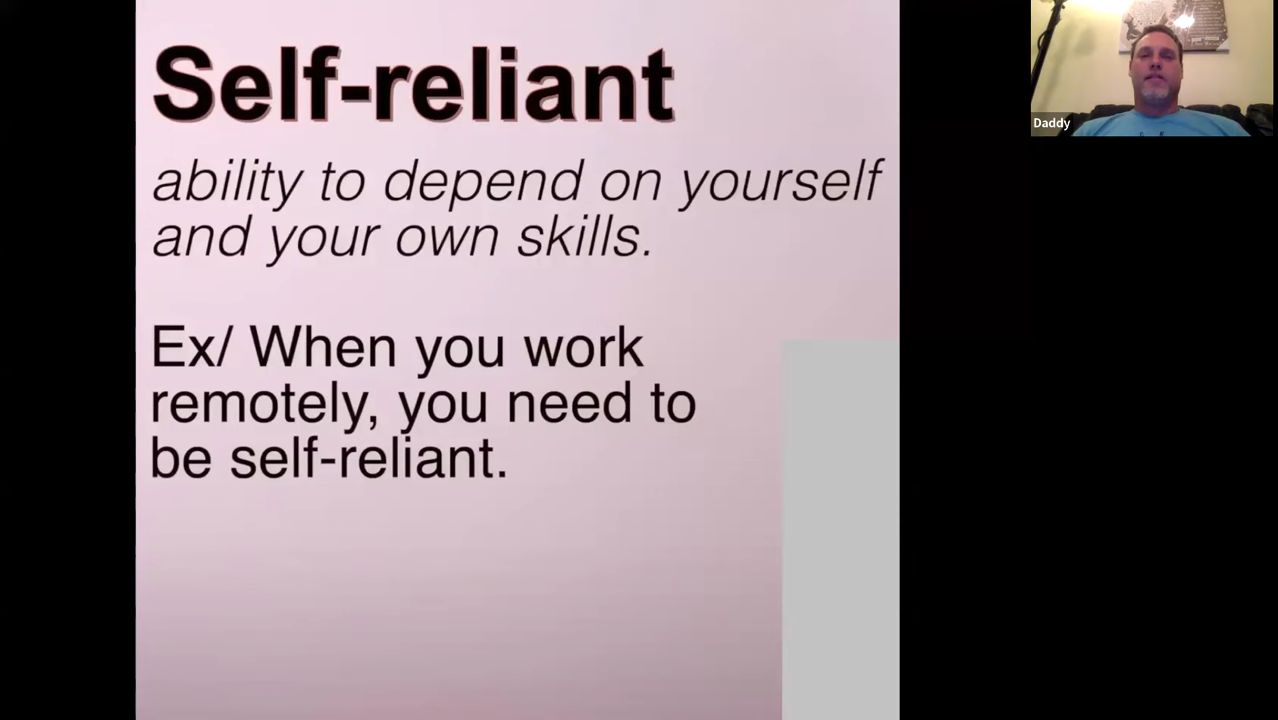 Self-reliant
ability to depend on yourself
and your own skills.
Ex/ When you work
remotely, you need to
be self-reliant.
Daddy